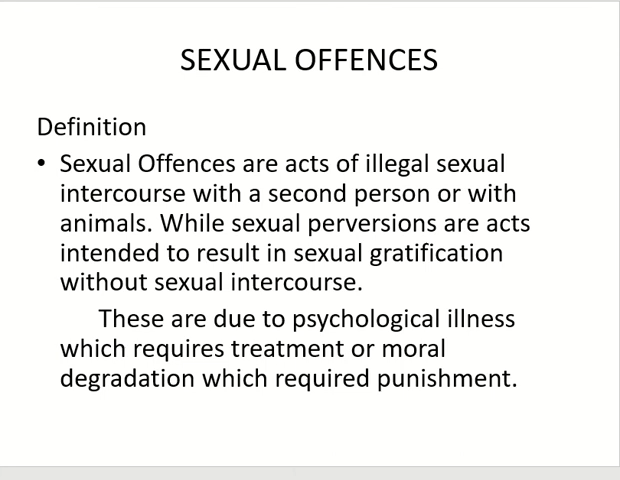 SEXUAL OFFENCES
Definition
• Sexual Offences are acts of illegal sexual
intercourse with a second person or with
animals. While sexual perversions are acts
intended to result in sexual gratification
without sexual intercourse.
These are due to psychological illness
which requires treatment or moral
degradation which required punishment.